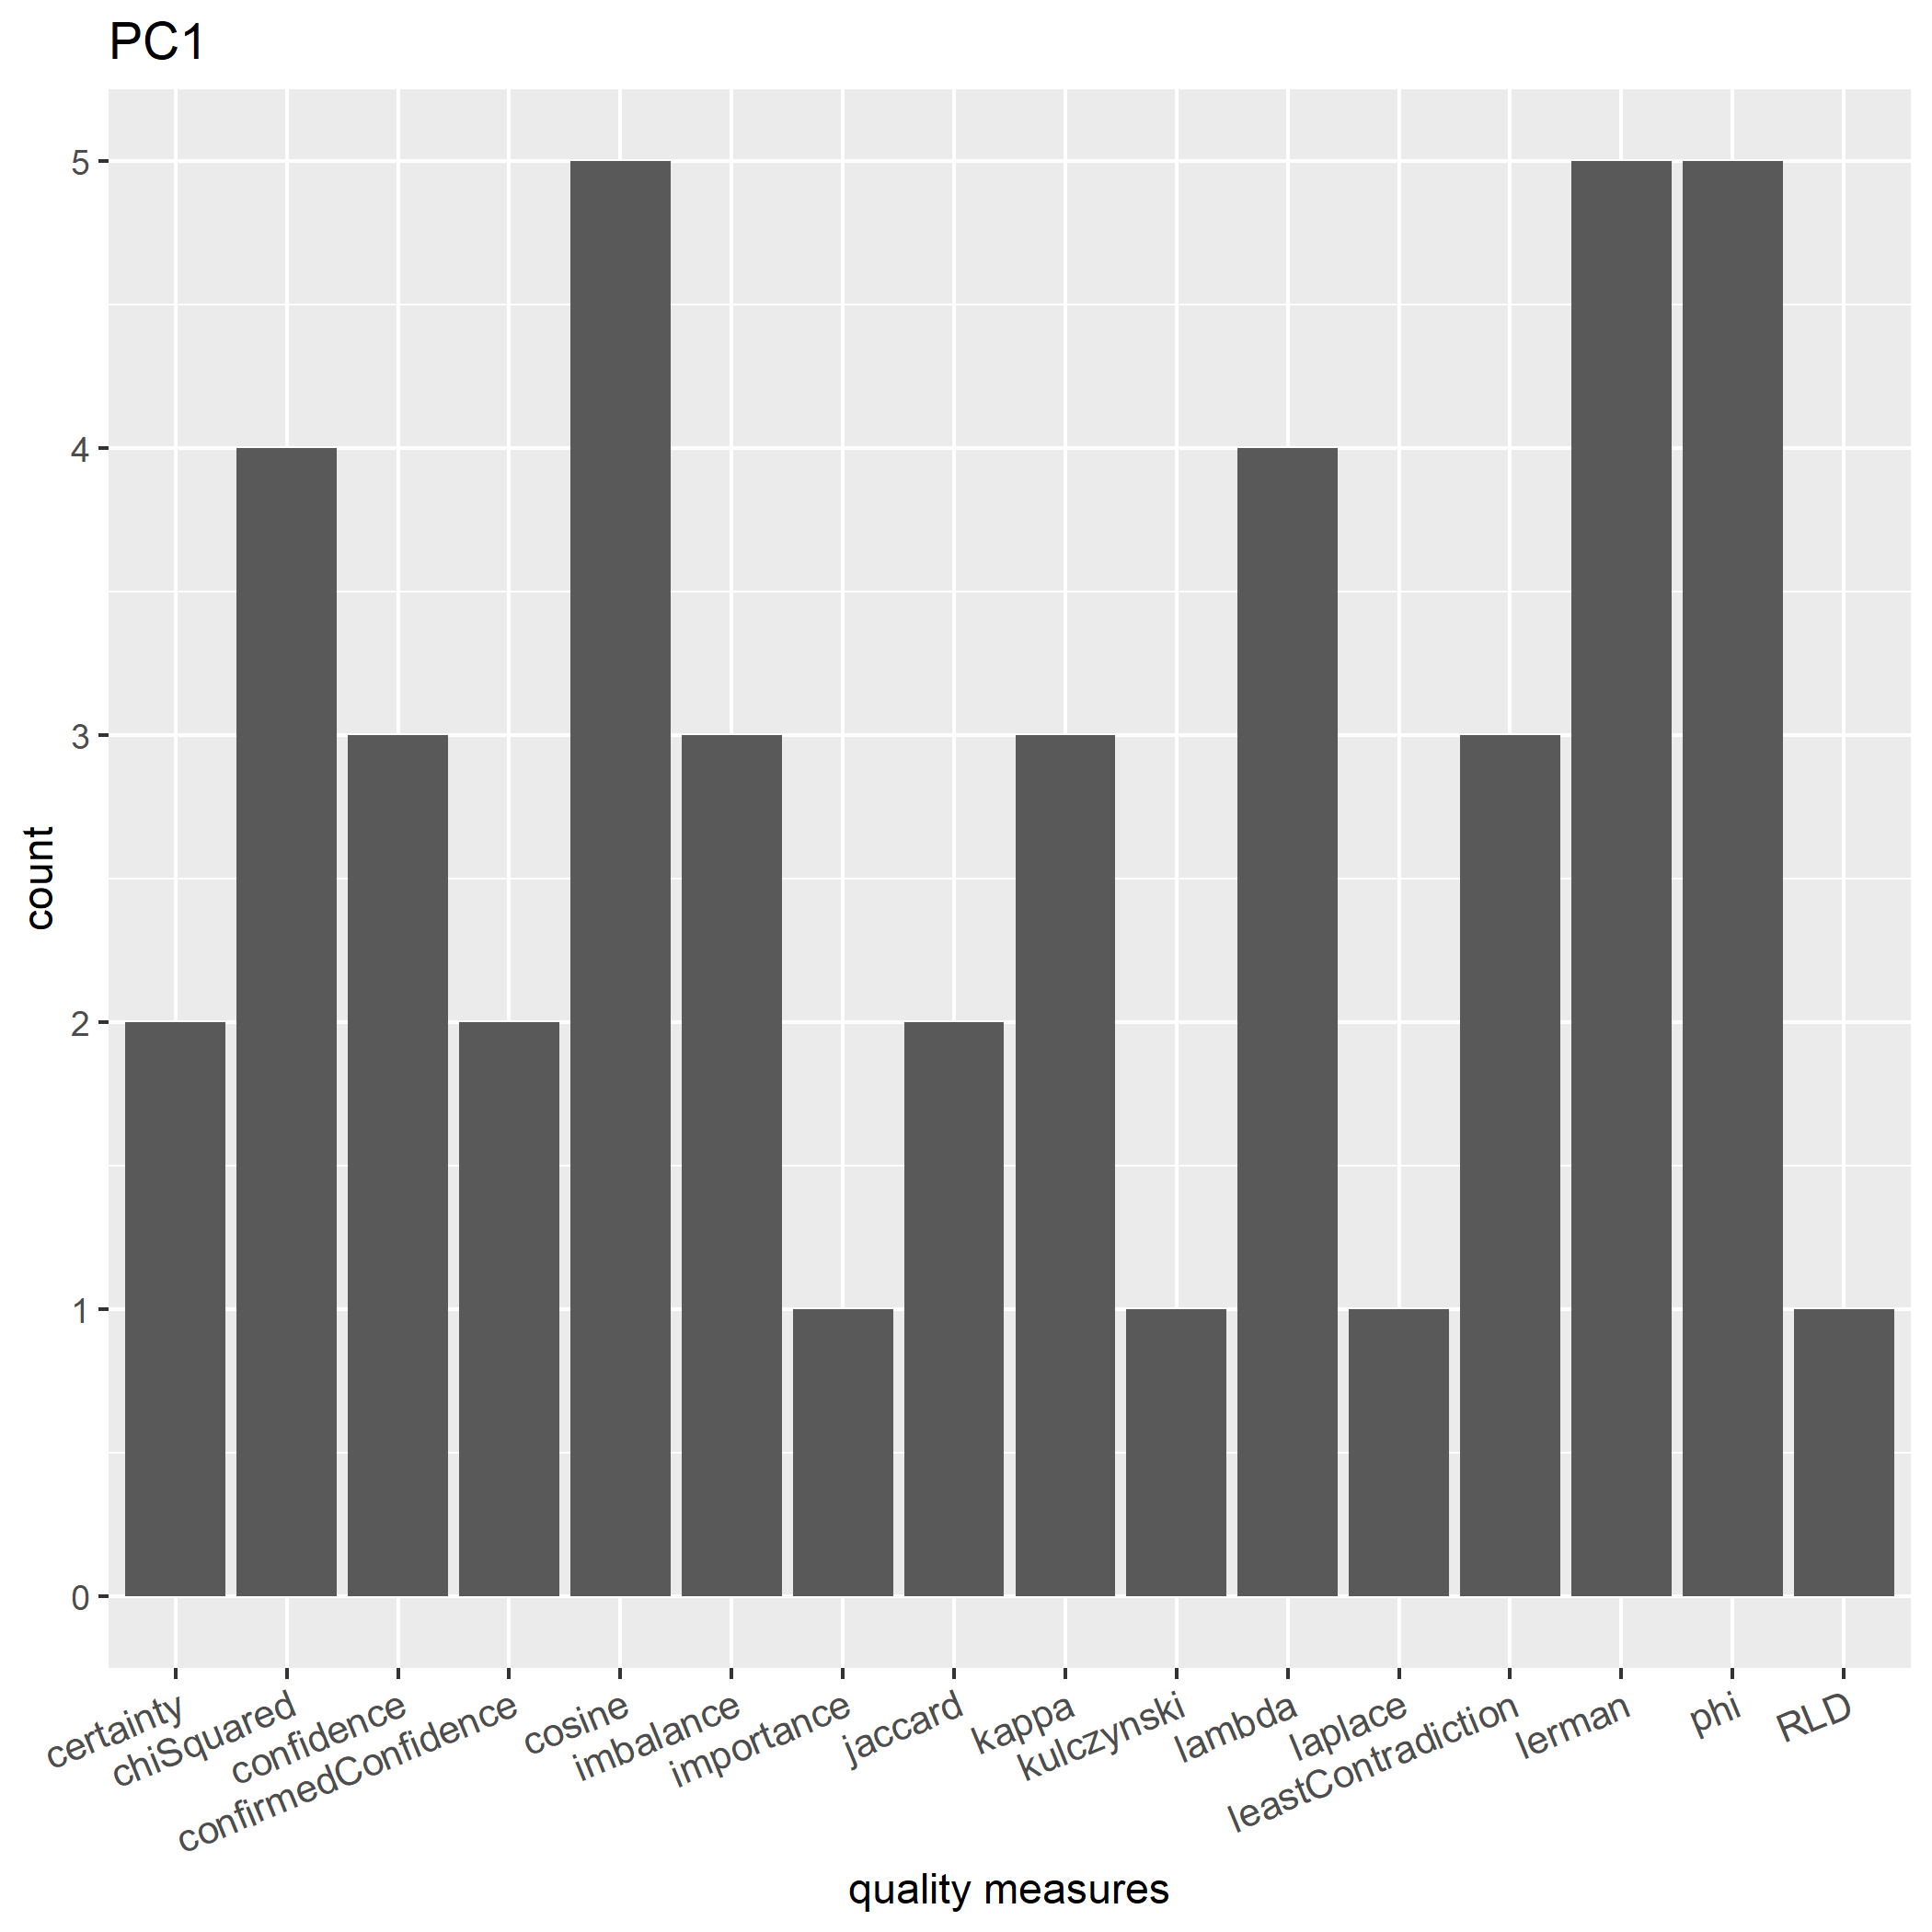 PC1
count
5
4
3
2
1
0
certainty
chiSquared
confidence
confirmedConfidence
cosine
imbalance
importance
jaccard
kappa
kulczynski
lambda
laplace
leastContradiction
lerman
phi
RLD
quality measures